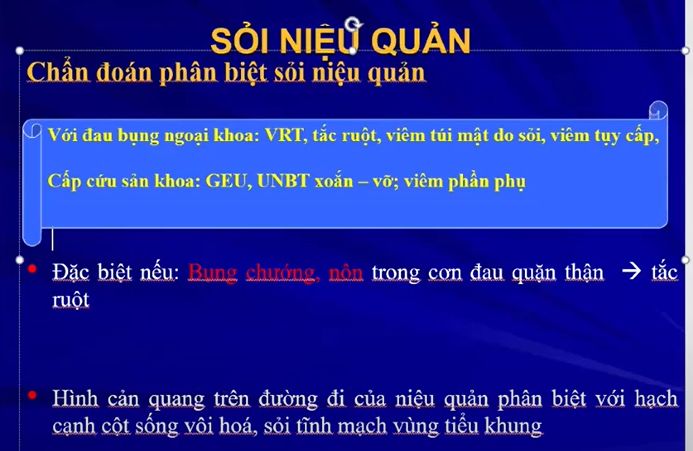 SỎI NIỆU QUẢN
Chẩn đoán phân biệt sỏi niệu quản
Với đau bụng ngoại khoa: VRT, tắc ruột, viêm túi mật do sỏi, viêm tụy cấp,
Cấp cứu sản khoa: GEU, UNBT xoắn – vỡ; viêm phần phụ
• Đặc biệt nếu: Bụng chướng, nôn trong cơn đau quặn thận → tắc
ruột
• Hình cản quang trên đường đi của niệu quản phân biệt với hạch
cạnh cột sống vôi hoá, sỏi tĩnh mạch vùng tiểu khung